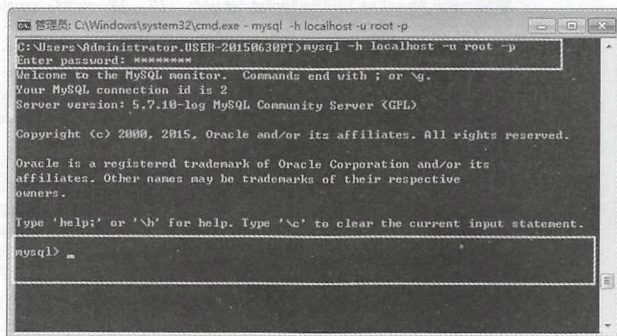 管理员: C:\Windows\system32\cmd.exe - mysql -h localhost -u root -p
C:\Users\Administrator.USER-20150630PI>mysql -h localhost -u root -p
Enter password: ********
Welcome to the MySQL monitor. Commands end with ; or \g.
Your MySQL connection id is 2
Server version: 5.7.10-log MySQL Community Server (GPL)
Copyright (c) 2000, 2015, Oracle and/or its affiliates. All rights reserved.
Oracle is a registered trademark of Oracle Corporation and/or its
affiliates. Other names may be trademarks of their respective
owners.
Type 'help;' or '\h' for help. Type '\c' to clear the current input statement.
mysql>